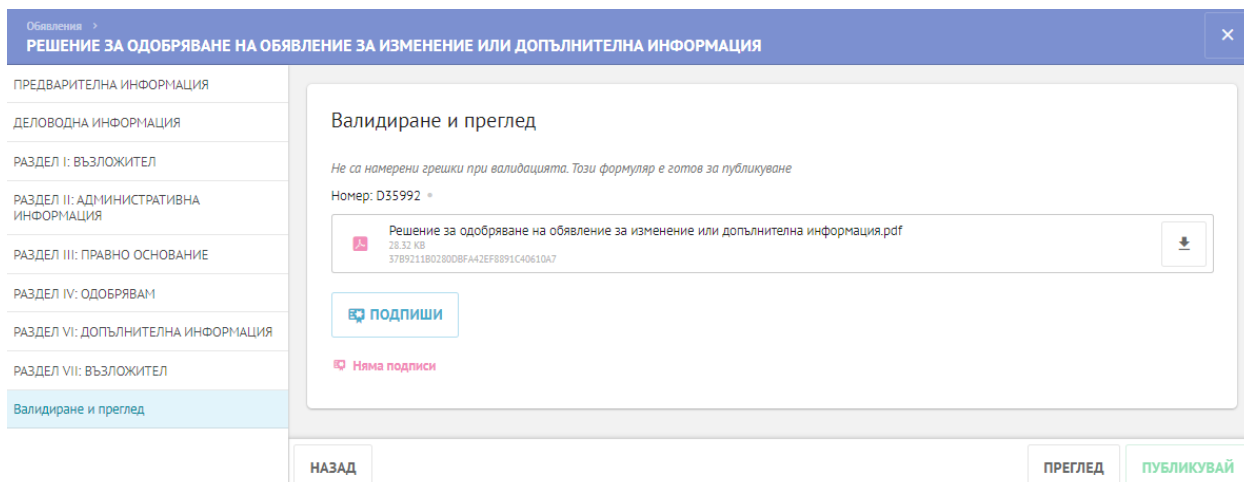 Обявления >
РЕШЕНИЕ ЗА ОДОБРЯВАНЕ НА ОБЯВЛЕНИЕ ЗА ИЗМЕНЕНИЕ ИЛИ ДОПЪЛНИТЕЛНА ИНФОРМАЦИЯ
ПРЕДВАРИТЕЛНА ИНФОРМАЦИЯ
ДЕЛОВОДНА ИНФОРМАЦИЯ
РАЗДЕЛ I: ВЪЗЛОЖИТЕЛ
РАЗДЕЛ II: АДМИНИСТРАТИВНА
ИНФОРМАЦИЯ
РАЗДЕЛ III: ПРАВНО ОСНОВАНИЕ
РАЗДЕЛ IV: ОДОБРЯВАМ
РАЗДЕЛ VI: ДОПЪЛНИТЕЛНА ИНФОРМАЦИЯ
РАЗДЕЛ VII: ВЪЗЛОЖИТЕЛ
Валидиране и преглед
Валидиране и преглед
Не са намерени грешки при валидацията. Този формуляр е готов за публикуване
Номер: D35992
Решение за одобряване на обявление за изменение или допълнителна информация.pdf
28.32 KB
37B9211B0280DBFA42EF8891C40610A7
ПОДПИШИ
Няма подписи
НАЗАД
ПРЕГЛЕД
ПУБЛИКУВАЙ